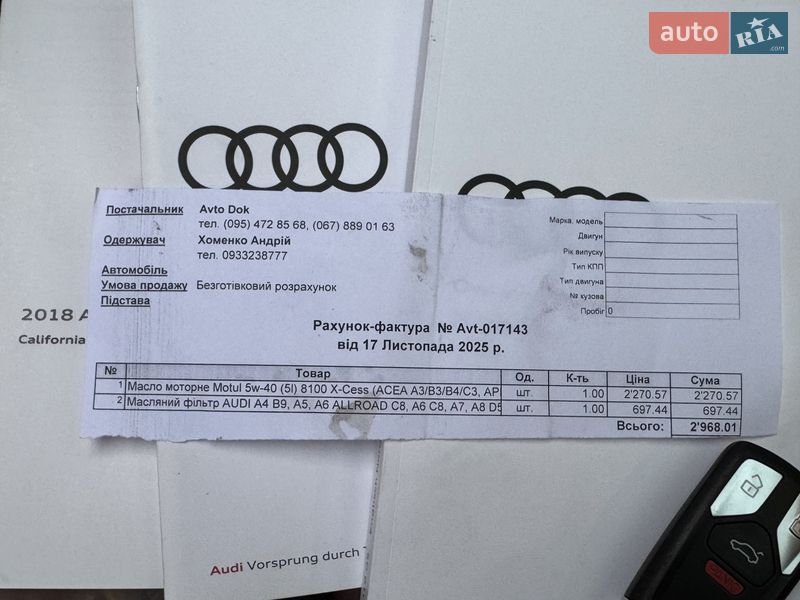 auto RIA .com
Постачальник Avto Dok
тел. (095) 472 85 68, (067) 889 01 63
Одержувач Хоменко Андрій
тел. 0933238777
Автомобіль
Умова продажу Безготівковий розрахунок
Підстава
Марка. модель
Двигун
Рік випуску
Тип КПП
Тип двигуна
№ кузова
Пробіг 0
Рахунок-фактура № Avt-017143
від 17 Листопада 2025 р.
№ Товар Од. К-ть Ціна Сума
1 Масло моторне Motul 5w-40 (5l) 8100 X-Cess (ACEA A3/B3/B4/C3, AP шт. 1.00 2'270.57 2'270.57
2 Масляний фільтр AUDI A4 B9, A5, A6 ALLROAD C8, A6 C8, A7, A8 D5 шт. 1.00 697.44 697.44
Всього: 2'968.01
2018 A
California
Audi Vorsprung durch